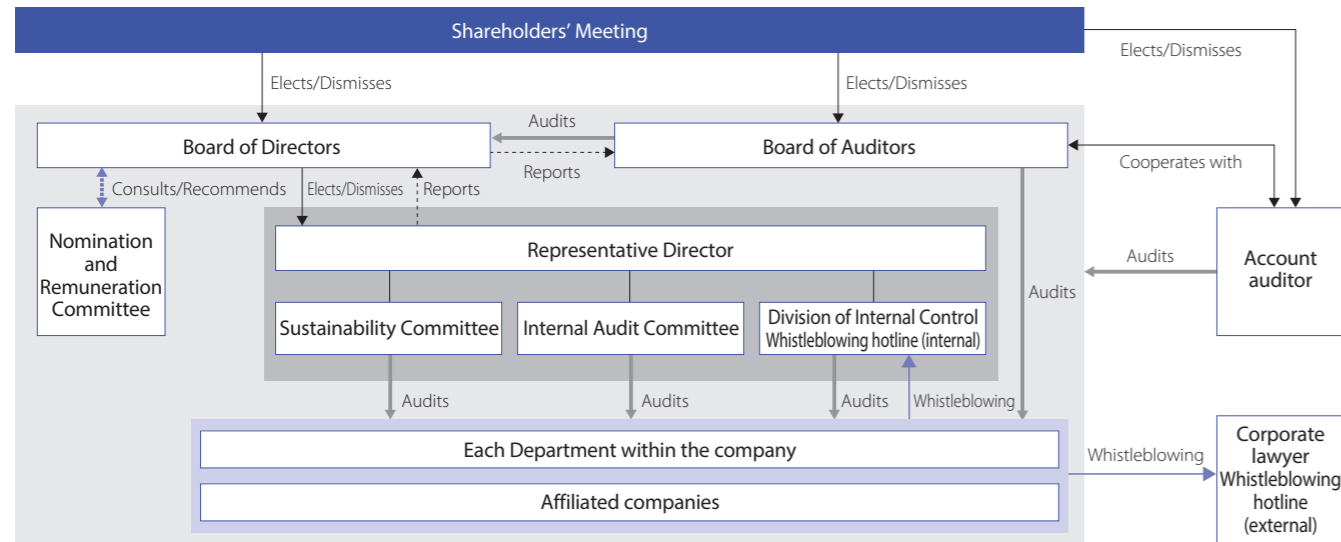 Shareholders' Meeting
Elects/Dismisses
Elects/Dismisses
Elects/Dismisses
Board of Directors
Audits
Reports
Board of Auditors
Cooperates with
Consults/Recommends
Elects/Dismisses
Reports
Nomination
and
Remuneration
Committee
Representative Director
Audits
Audits
Account
auditor
Sustainability Committee
Internal Audit Committee
Division of Internal Control
Whistleblowing hotline (internal)
Audits
Audits
Audits
Whistleblowing
Each Department within the company
Affiliated companies
Whistleblowing
Corporate
lawyer
Whistleblowing
hotline
(external)